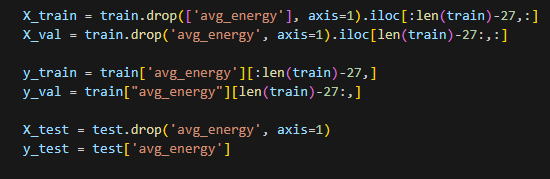 X_train = train.drop(['avg_energy'], axis=1).iloc[:len(train)-27,:]
X_val = train.drop('avg_energy', axis=1).iloc[len(train)-27:,:]
y_train = train['avg_energy'][:len(train)-27,]
y_val = train["avg_energy"][len(train)-27:,]
X_test = test.drop('avg_energy', axis=1)
y_test = test['avg_energy']